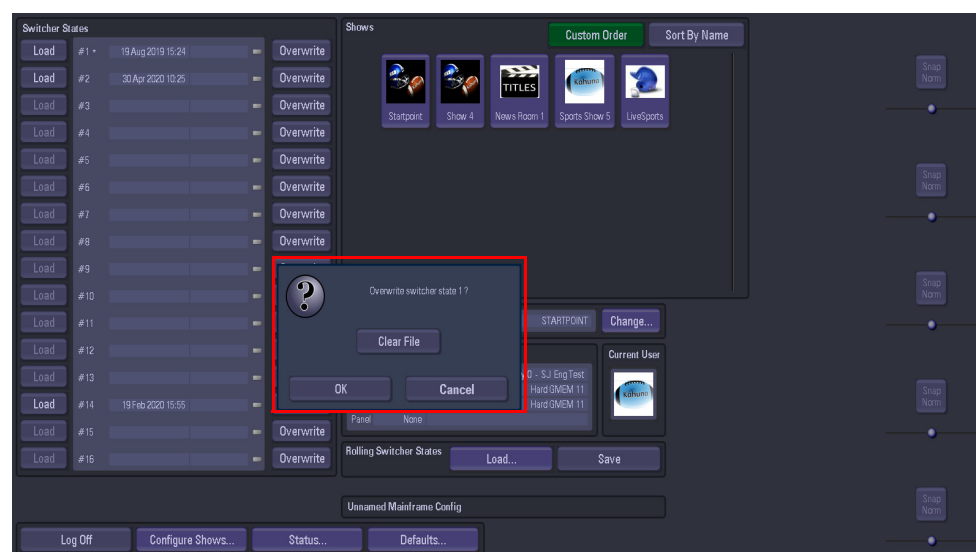 Switcher States
Load #1 19 Aug 2019 15:24 Overwrite
Load #2 30 Apr 2020 10:25 Overwrite
Load #3 Overwrite
Load #4 Overwrite
Load #5 Overwrite
Load #6 Overwrite
Load #7 Overwrite
Load #8 Overwrite
Load #9
Load #10
Load #11
Load #12
Load #13
Load #14 19 Feb 2020 15:55
Load #15 Overwrite
Load #16 Overwrite
Shows
Custom Order Sort By Name
TITLES Kahuna
Startpoint Show 4 News Room 1 Sports Show 5 LiveSports
Overwrite switcher state 1 ?
Clear File
OK Cancel
STARTPOINT Change...
Current User
- SJ Eng Test
Hard GMEM 11
Hard GMEM 11
Kahuna
Panel None
Rolling Switcher States Load... Save
Unnamed Mainframe Config
Log Off Configure Shows... Status... Defaults...
Snap
Norm
Snap
Norm
Snap
Norm
Snap
Norm
Snap
Norm